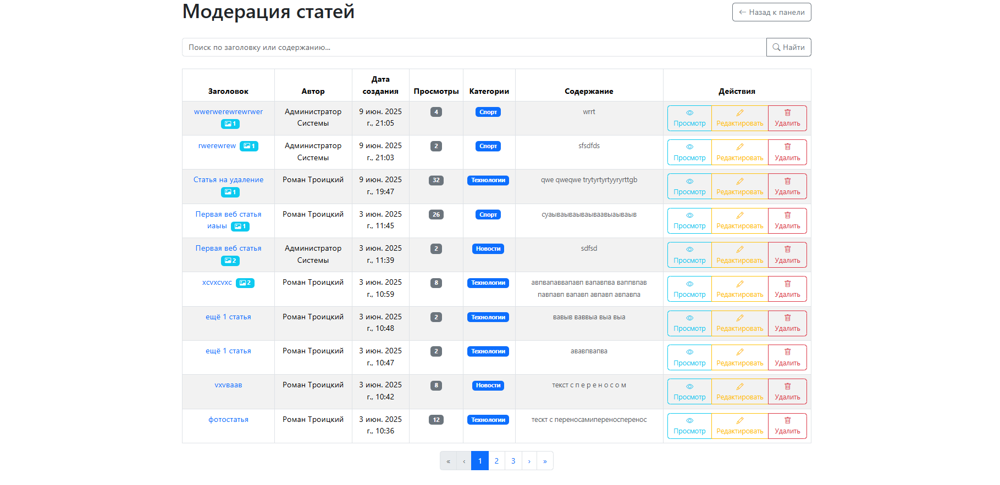 Модерация статей
← Назад к панели
Поиск по заголовку или содержанию...
Найти
Заголовок Автор Дата создания Просмотры Категории Содержание Действия
wwerwerewrewrwer 1 Администратор Системы 9 июн. 2025 г., 21:05 4 Спорт wrrt Просмотр Редактировать Удалить
rwerewrew 1 Администратор Системы 9 июн. 2025 г., 21:03 2 Спорт sfsdfds Просмотр Редактировать Удалить
Статья на удаление 1 Роман Троицкий 9 июн. 2025 г., 19:47 32 Технологии qwe qweqwe trytyrtyrtyyryrttgb Просмотр Редактировать Удалить
Первая веб статья иаыы 1 Роман Троицкий 3 июн. 2025 г., 11:45 26 Спорт суаываываываываавыаываыв Просмотр Редактировать Удалить
Первая веб статья 2 Администратор Системы 3 июн. 2025 г., 11:39 2 Новости sdfsd Просмотр Редактировать Удалить
xcvxcvxc 2 Роман Троицкий 3 июн. 2025 г., 10:59 8 Технологии авпвапаввапавп вапавпва ваппвпав павпавп вапавп авпавп авпавпа Просмотр Редактировать Удалить
ещё 1 статья Роман Троицкий 3 июн. 2025 г., 10:48 2 Технологии вавыв ваввыа выа выа Просмотр Редактировать Удалить
ещё 1 статья Роман Троицкий 3 июн. 2025 г., 10:47 2 Технологии ававпвапва Просмотр Редактировать Удалить
vxvваав Роман Троицкий 3 июн. 2025 г., 10:42 8 Новости текст с п е р е н о с о м Просмотр Редактировать Удалить
фотостатья Роман Троицкий 3 июн. 2025 г., 10:36 12 Технологии тескт с переносамипереносперенос Просмотр Редактировать Удалить
« ‹ 1 2 3 › »